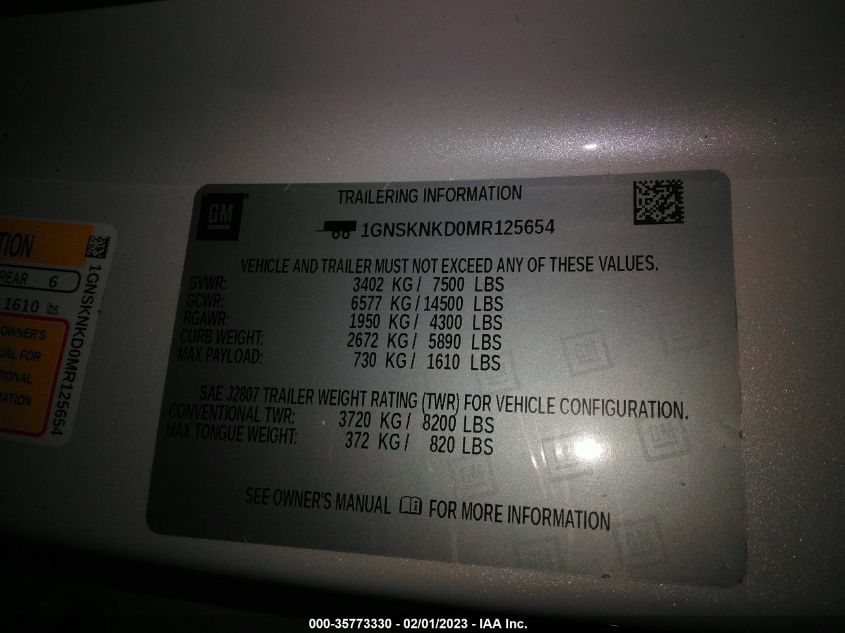 TRAILERING INFORMATION
GM
1GNSKNKD0MR125654
VEHICLE AND TRAILER MUST NOT EXCEED ANY OF THESE VALUES.
GVWR: 3402 KG / 7500 LBS
GCWR: 6577 KG / 14500 LBS
RGAWR: 1950 KG / 4300 LBS
CURB WEIGHT: 2672 KG / 5890 LBS
MAX PAYLOAD: 730 KG / 1610 LBS
SAE J2807 TRAILER WEIGHT RATING (TWR) FOR VEHICLE CONFIGURATION.
CONVENTIONAL TWR: 3720 KG / 8200 LBS
MAX TONGUE WEIGHT: 372 KG / 820 LBS
SEE OWNER'S MANUAL FOR MORE INFORMATION
TION
REAR 6
1610 lbs
OWNER'S
UAL FOR
TIONAL
MATION
1GNSKNKD0MR125654
000-35773330 - 02/01/2023 - IAA Inc.